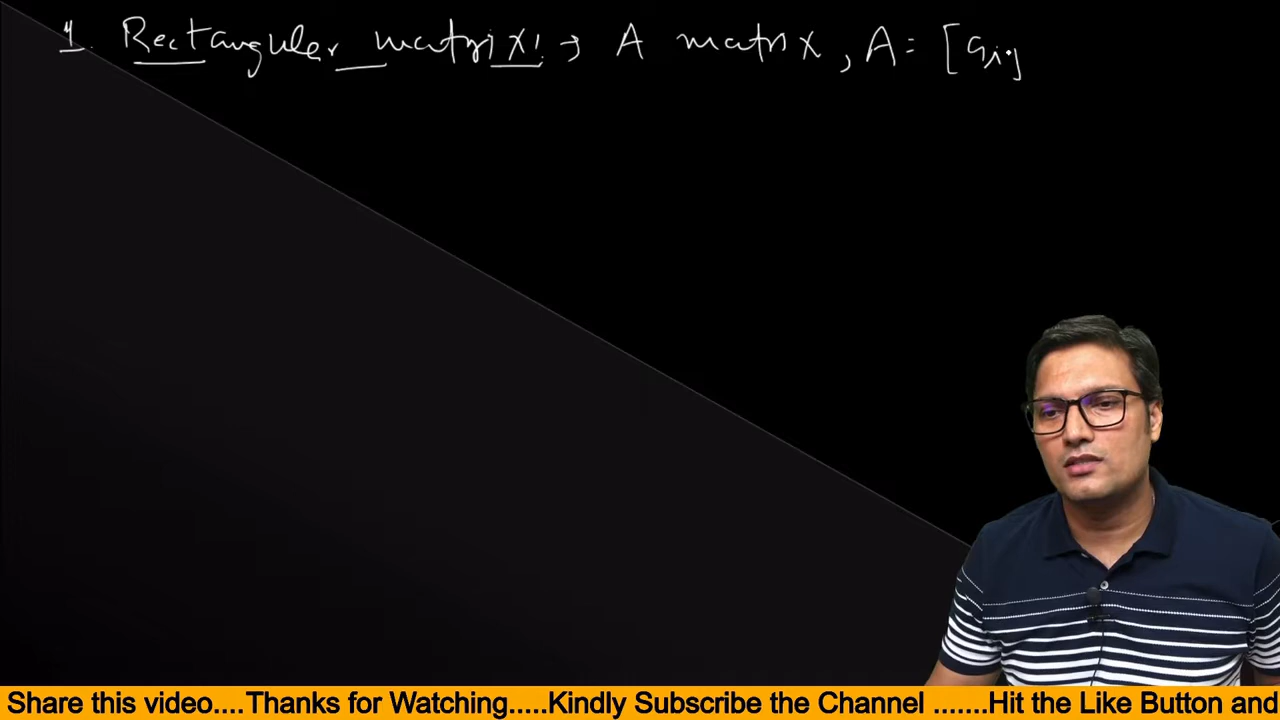 1. Rectangular matrix! → A matrix, A = [aij
Share this video....Thanks for Watching.....Kindly Subscribe the Channel .......Hit the Like Button and